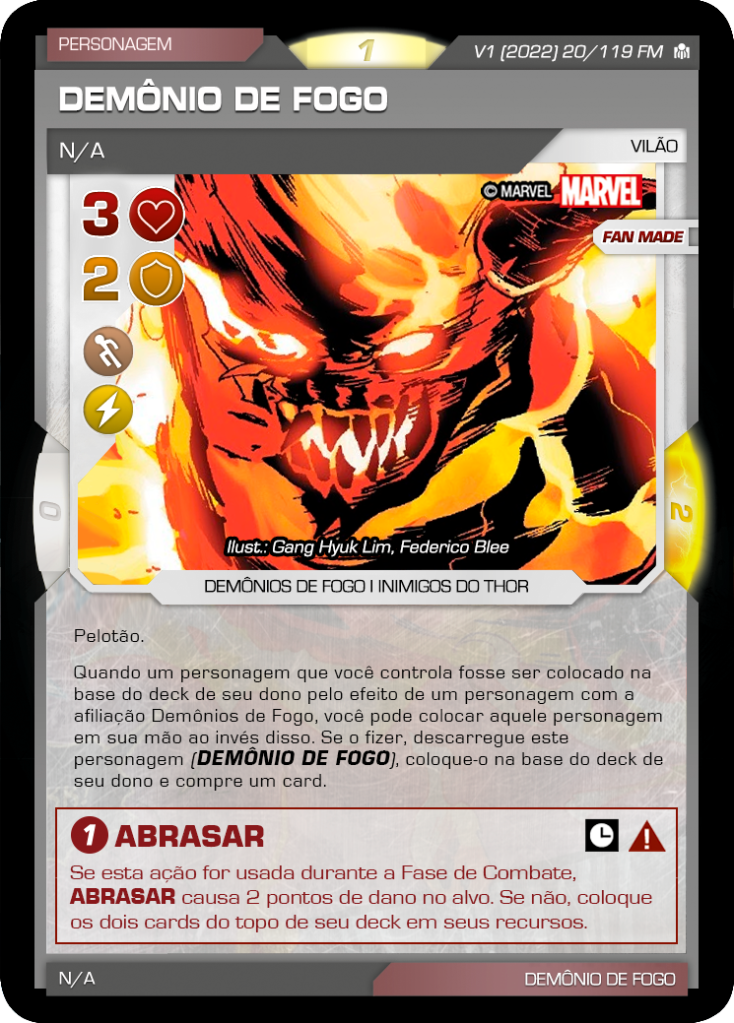 PERSONAGEM
1
V1 (2022) 20/119 FM
DEMÔNIO DE FOGO
N/A
VILÃO
© MARVEL MARVEL
3
FAN MADE
2
0
2
Ilust.: Gang Hyuk Lim, Federico Blee
DEMÔNIOS DE FOGO I INIMIGOS DO THOR
Pelotão.
Quando um personagem que você controla fosse ser colocado na
base do deck de seu dono pelo efeito de um personagem com a
afiliação Demônios de Fogo, você pode colocar aquele personagem
em sua mão ao invés disso. Se o fizer, descarregue este
personagem (DEMÔNIO DE FOGO), coloque-o na base do deck de
seu dono e compre um card.
1 ABRASAR
Se esta ação for usada durante a Fase de Combate,
ABRASAR causa 2 pontos de dano no alvo. Se não, coloque
os dois cards do topo de seu deck em seus recursos.
N/A
DEMÔNIO DE FOGO